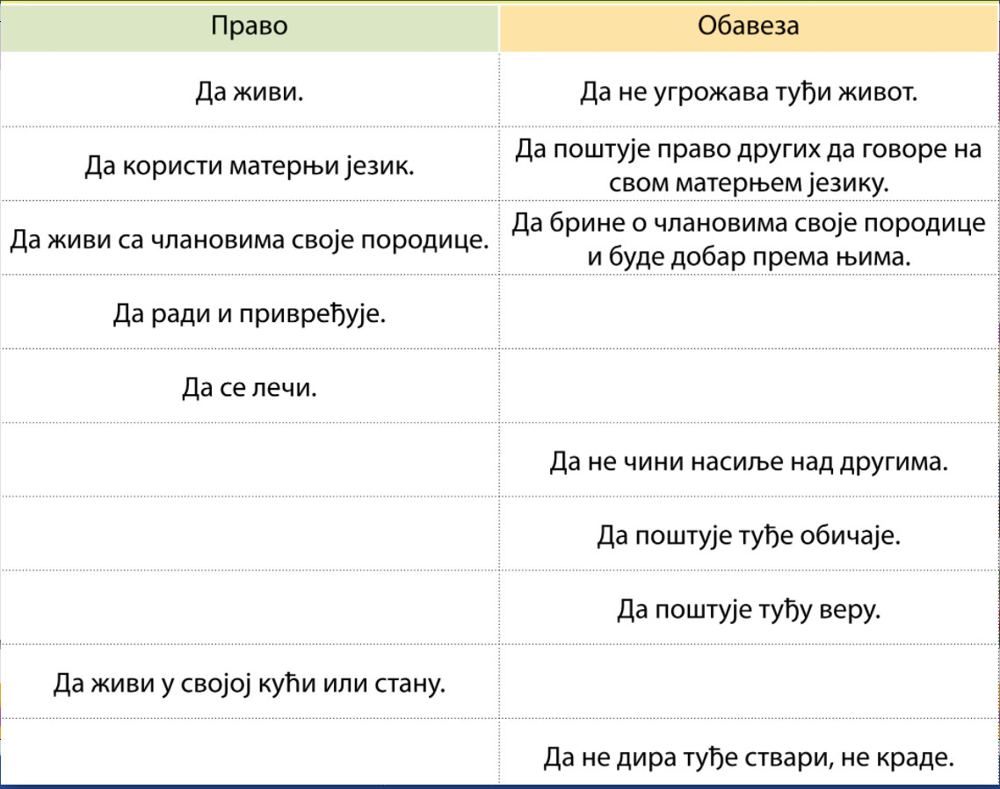 Право Обавеза
Да живи. Да не угрожава туђи живот.
Да користи матерњи језик. Да поштује право других да говоре на
свом матерњем језику.
Да живи са члановима своје породице. Да брине о члановима своје породице
и буде добар према њима.
Да ради и привређује.
Да се лечи.
Да не чини насиље над другима.
Да поштује туђе обичаје.
Да поштује туђу веру.
Да живи у својој кући или стану.
Да не дира туђе ствари, не краде.